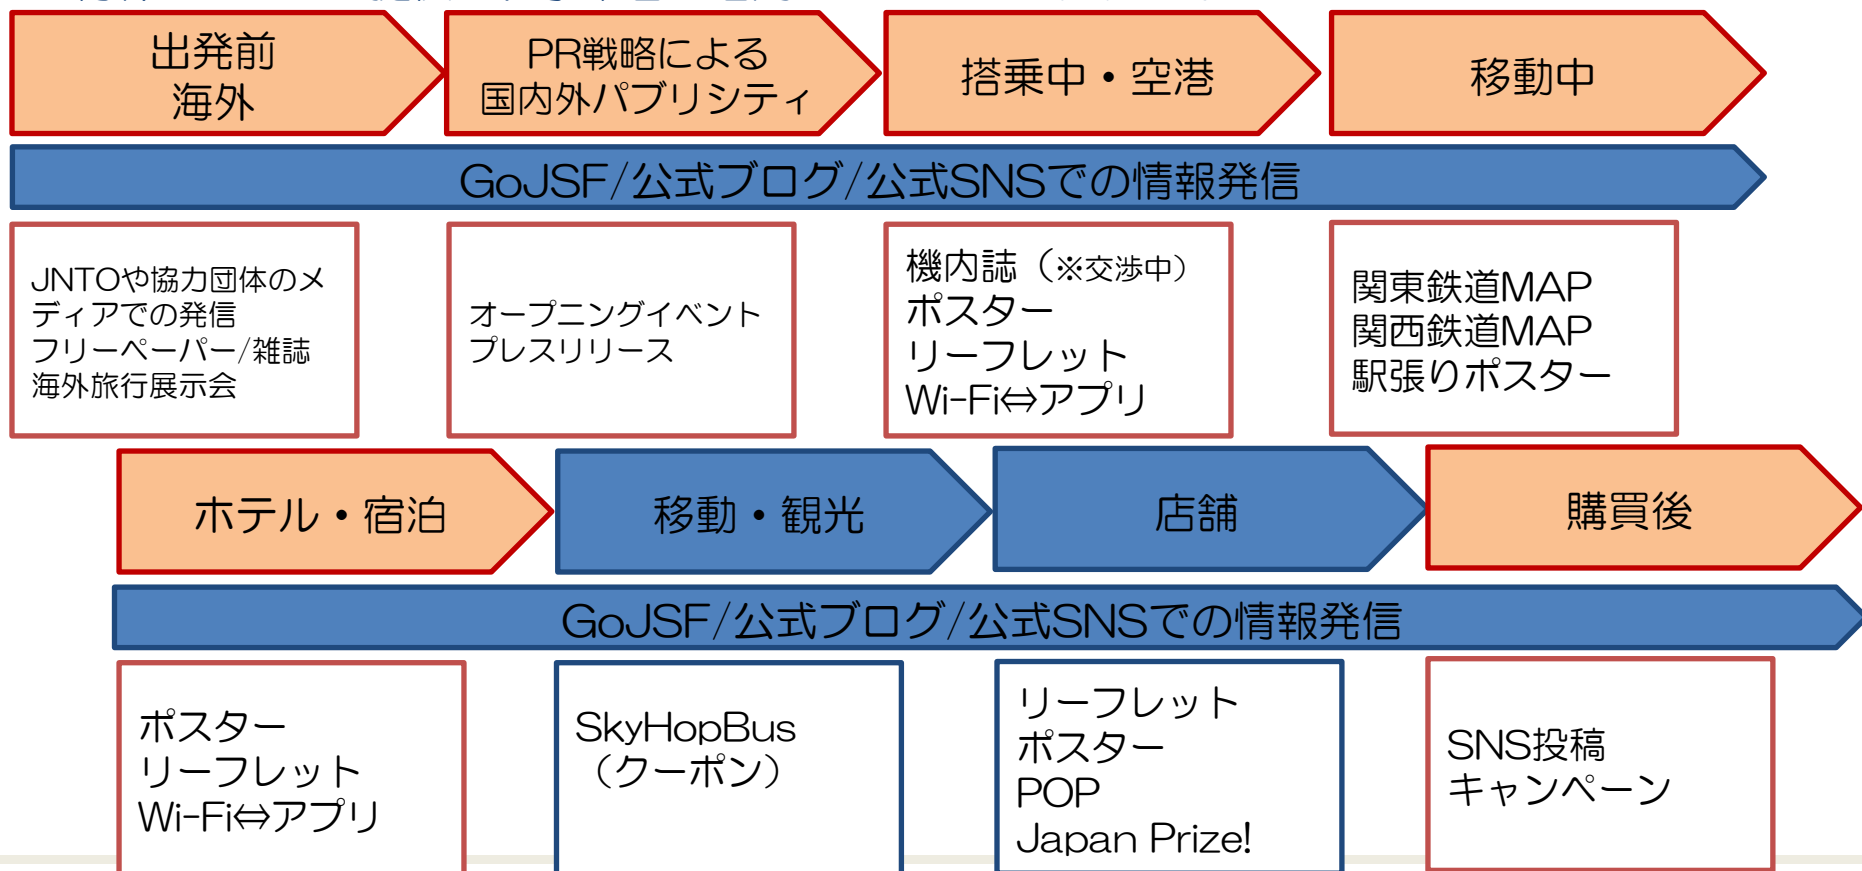 出発前
海外
PR戦略による
国内外パブリシティ
搭乗中・空港
移動中
GoJSF/公式ブログ/公式SNSでの情報発信
JNTOや協力団体のメ
ディアでの発信
フリーペーパー/雑誌
海外旅行展示会
オープニングイベント
プレスリリース
機内誌（※交渉中）
ポスター
リーフレット
Wi-Fi⇔アプリ
関東鉄道MAP
関西鉄道MAP
駅張りポスター
ホテル・宿泊
移動・観光
店舗
購買後
GoJSF/公式ブログ/公式SNSでの情報発信
ポスター
リーフレット
Wi-Fi⇔アプリ
SkyHopBus
（クーポン）
リーフレット
ポスター
POP
Japan Prize!
SNS投稿
キャンペーン